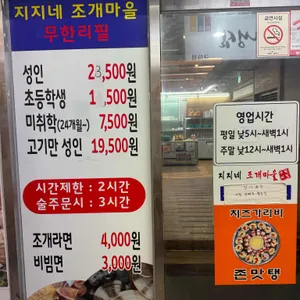 지지네 조개마을
무한리필
성인 2,500원
초등학생 1,500원
미취학(24개월~) 7,500원
고기만 성인 19,500원
시간제한 : 2시간
술주문시 : 3시간
조개라면 4,000원
비빔면 3,000원
영업시간
평일 낮5시~새벽1시
주말 낮12시~새벽1시
지지네 조개마을
치즈가리비
존맛탱